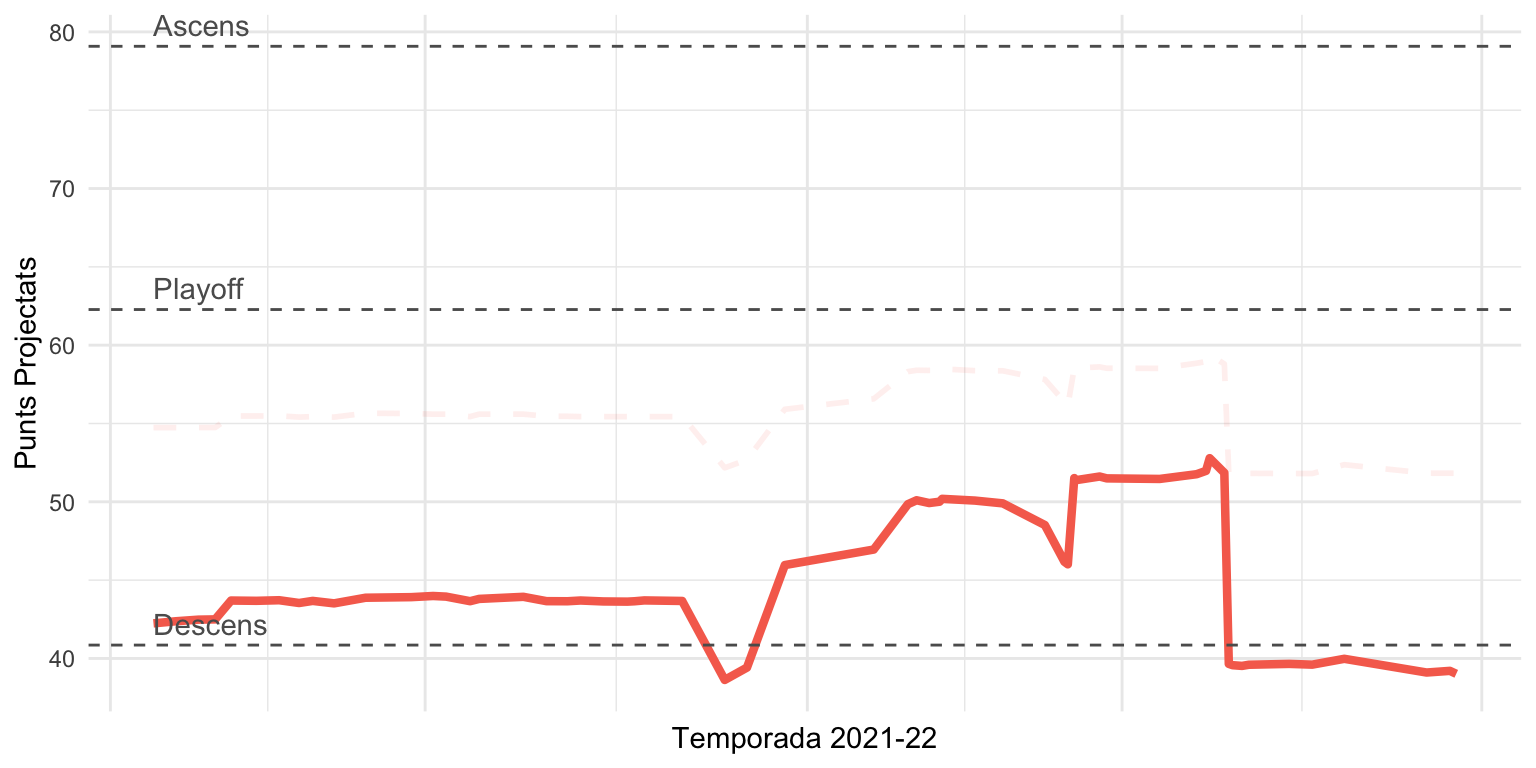 Ascens
80
70
Playoff
60
50
Descens
40
Punts Projectats
Temporada 2021-22